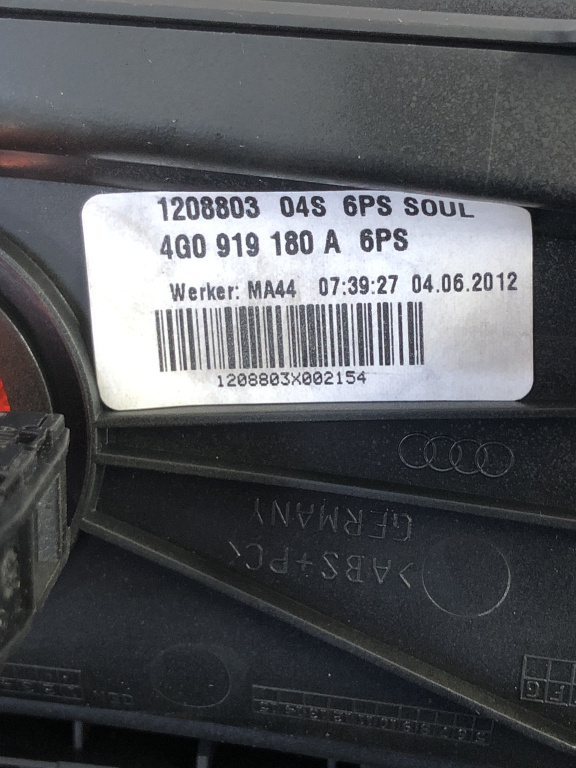 1208803 04S 6PS SOUL
4G0 919 180 A 6PS
Werker: MA44 07:39:27 04.06.2012
1208803X002154
GERMANY
>ABS+PC<